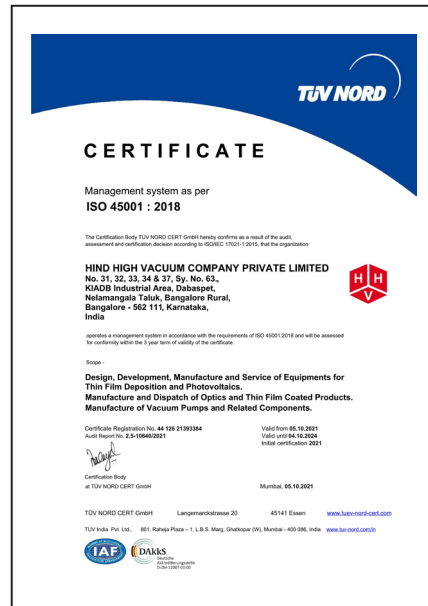 TÜV NORD
CERTIFICATE
Management system as per
ISO 45001 : 2018
The Certification Body TÜV NORD CERT GmbH hereby confirms as a result of the audit,
assessment and certification decision according to ISO/IEC 17021-1:2015, that the organization
HIND HIGH VACUUM COMPANY PRIVATE LIMITED
No. 31, 32, 33, 34 & 37, Sy. No. 63.,
KIADB Industrial Area, Dabaspet,
Nelamangala Taluk, Bangalore Rural,
Bangalore - 562 111, Karnataka,
India
H H
V
operates a management system in accordance with the requirements of ISO 45001:2018 and will be assessed
for conformity within the 3 year term of validity of the certificate.
Scope -
Design, Development, Manufacture and Service of Equipments for
Thin Film Deposition and Photovoltaics.
Manufacture and Dispatch of Optics and Thin Film Coated Products.
Manufacture of Vacuum Pumps and Related Components.
Certificate Registration No. 44 126 21393384
Audit Report No. 2.5-10640/2021
Valid from 05.10.2021
Valid until 04.10.2024
Initial certification 2021
Certification Body
at TÜV NORD CERT GmbH
Mumbai, 05.10.2021
TÜV NORD CERT GmbH Langemarckstrasse 20 45141 Essen www.tuev-nord-cert.com
TUV India Pvt. Ltd., 801, Raheja Plaza – 1, L.B.S. Marg, Ghatkopar (W), Mumbai - 400 086, India www.tuv-nord.com/in
IAF
DAkkS
Deutsche
Akkreditierungsstelle
D-ZM-12007-01-00